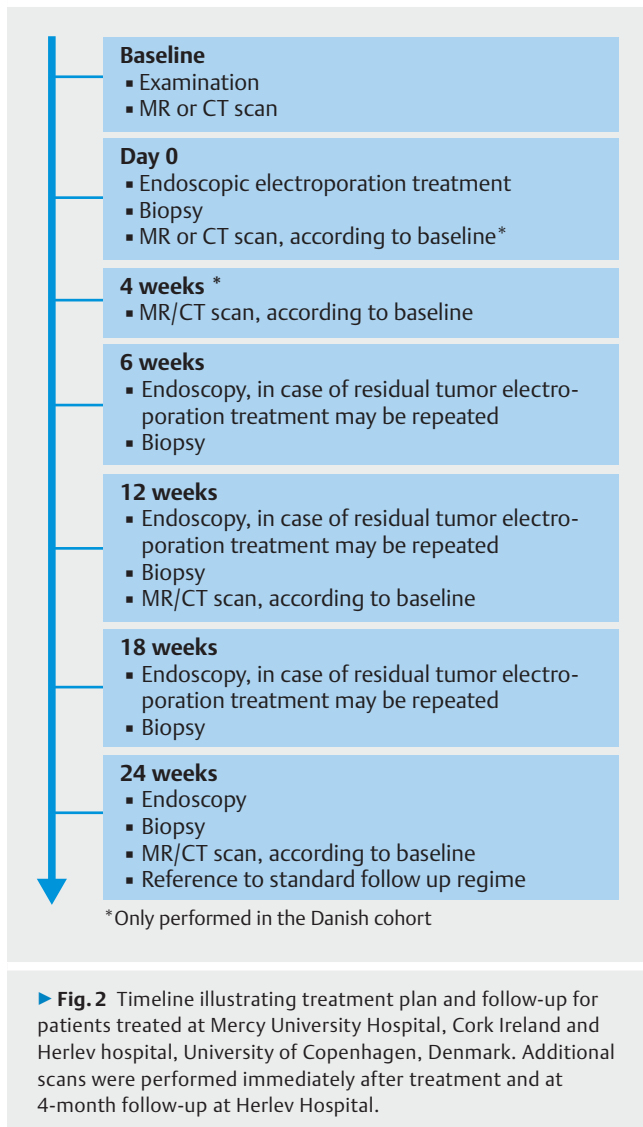 Baseline
▪ Examination
▪ MR or CT scan
Day 0
▪ Endoscopic electroporation treatment
▪ Biopsy
▪ MR or CT scan, according to baseline*
4 weeks *
▪ MR/CT scan, according to baseline
6 weeks
▪ Endoscopy, in case of residual tumor electro-
poration treatment may be repeated
▪ Biopsy
12 weeks
▪ Endoscopy, in case of residual tumor electro-
poration treatment may be repeated
▪ Biopsy
▪ MR/CT scan, according to baseline
18 weeks
▪ Endoscopy, in case of residual tumor electro-
poration treatment may be repeated
▪ Biopsy
24 weeks
▪ Endoscopy
▪ Biopsy
▪ MR/CT scan, according to baseline
▪ Reference to standard follow up regime
*Only performed in the Danish cohort
▶ Fig. 2 Timeline illustrating treatment plan and follow-up for
patients treated at Mercy University Hospital, Cork Ireland and
Herlev hospital, University of Copenhagen, Denmark. Additional
scans were performed immediately after treatment and at
4-month follow-up at Herlev Hospital.